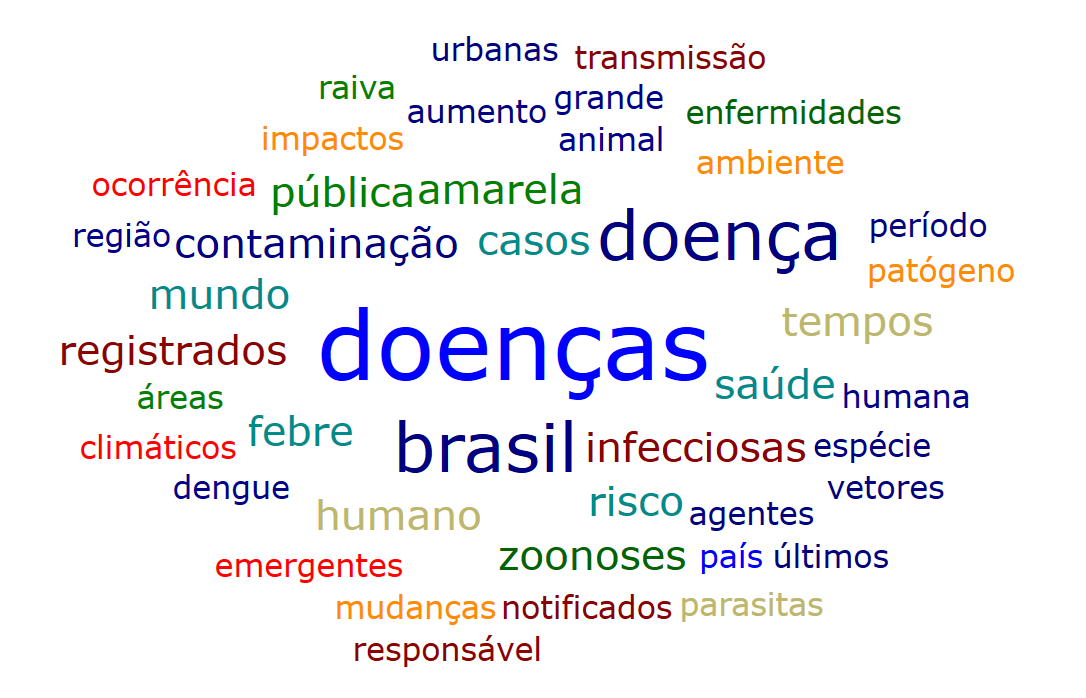 urbanas transmissão
raiva
aumento grande
enfermidades
impactos animal
ambiente
ocorrência pública amarela
região contaminação casos doença período
patógeno
mundo tempos
registrados doenças
saúde
áreas humana
climáticos febre brasil infecciosas espécie
dengue vetores
humano risco agentes
emergentes zoonoses país últimos
mudanças notificados parasitas
responsável